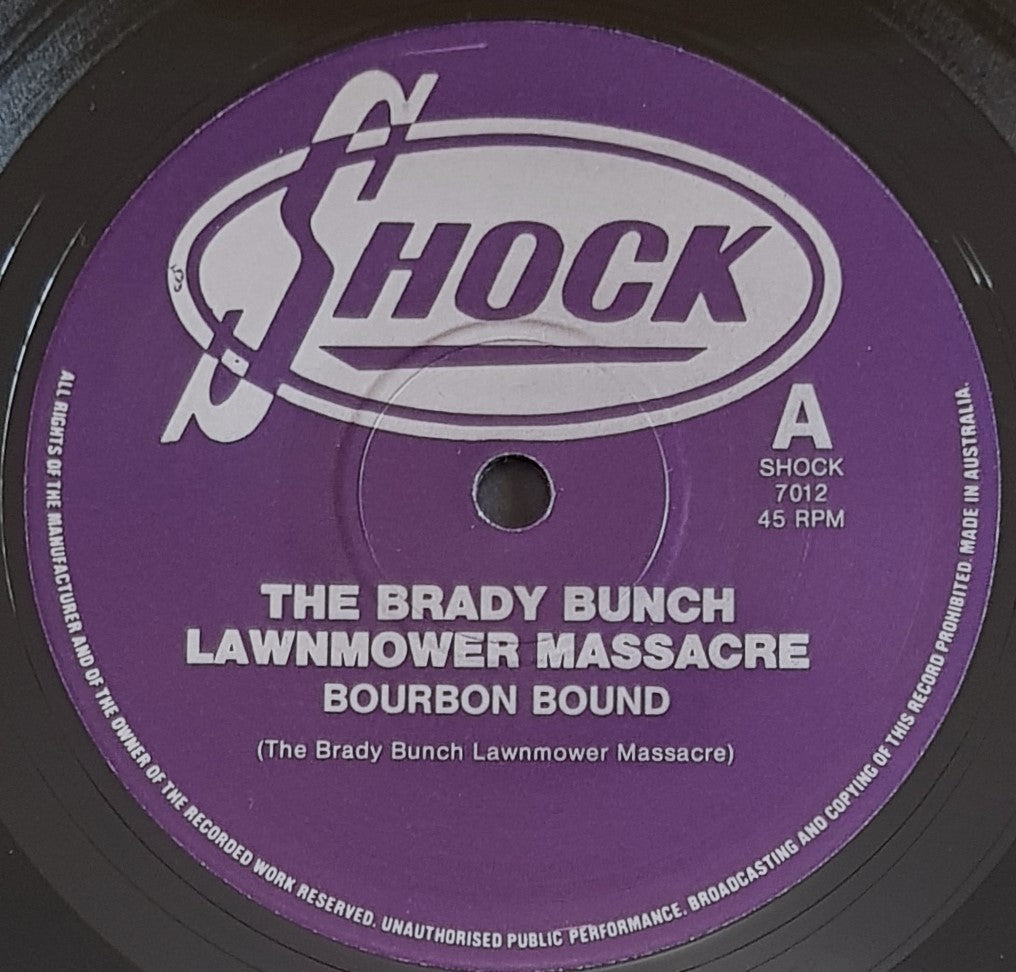 SHOCK
A
SHOCK
7012
45 RPM
THE BRADY BUNCH
LAWNMOWER MASSACRE
BOURBON BOUND
(The Brady Bunch Lawnmower Massacre)
ALL RIGHTS OF THE MANUFACTURER AND OF THE OWNER OF THE RECORDED WORK RESERVED. UNAUTHORISED PUBLIC PERFORMANCE. BROADCASTING AND COPYING OF THIS RECORD PROHIBITED. MADE IN AUSTRALIA.